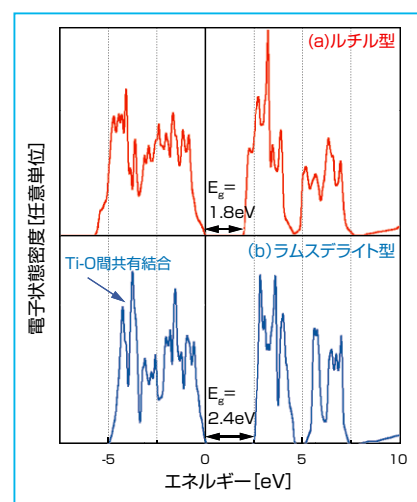 (a)ルチル型
E_g=
1.8eV
電子状態密度[任意単位]
(b)ラムスデライト型
Ti-O間共有結合
E_g=
2.4eV
-5
0
5
10
エネルギー[eV]